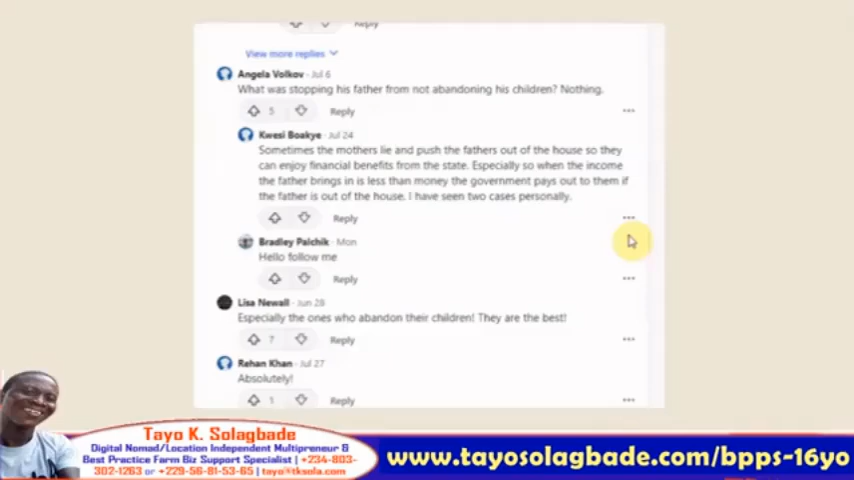 Reply
View more replies
Angela Volkov · Jul 6
What was stopping his father from not abandoning his children? Nothing.
5 Reply
Kwesi Boakye · Jul 24
Sometimes the mothers lie and push the fathers out of the house so they
can enjoy financial benefits from the state. Especially so when the income
the father brings in is less than money the government pays out to them if
the father is out of the house. I have seen two cases personally.
Reply
Bradley Palchik · Mon
Hello follow me
Reply
Lisa Newall · Jun 28
Especially the ones who abandon their children! They are the best!
7 Reply
Rehan Khan · Jul 27
Absolutely!
1 Reply
Tayo K. Solagbade
Digital Nomad/Location Independent Multipreneur &
Best Practice Farm Biz Support Specialist | +234-803-
302-1263 or +229-56-81-53-65 | tayo@tksola.com
www.tayosolagbade.com/bpps-16yo